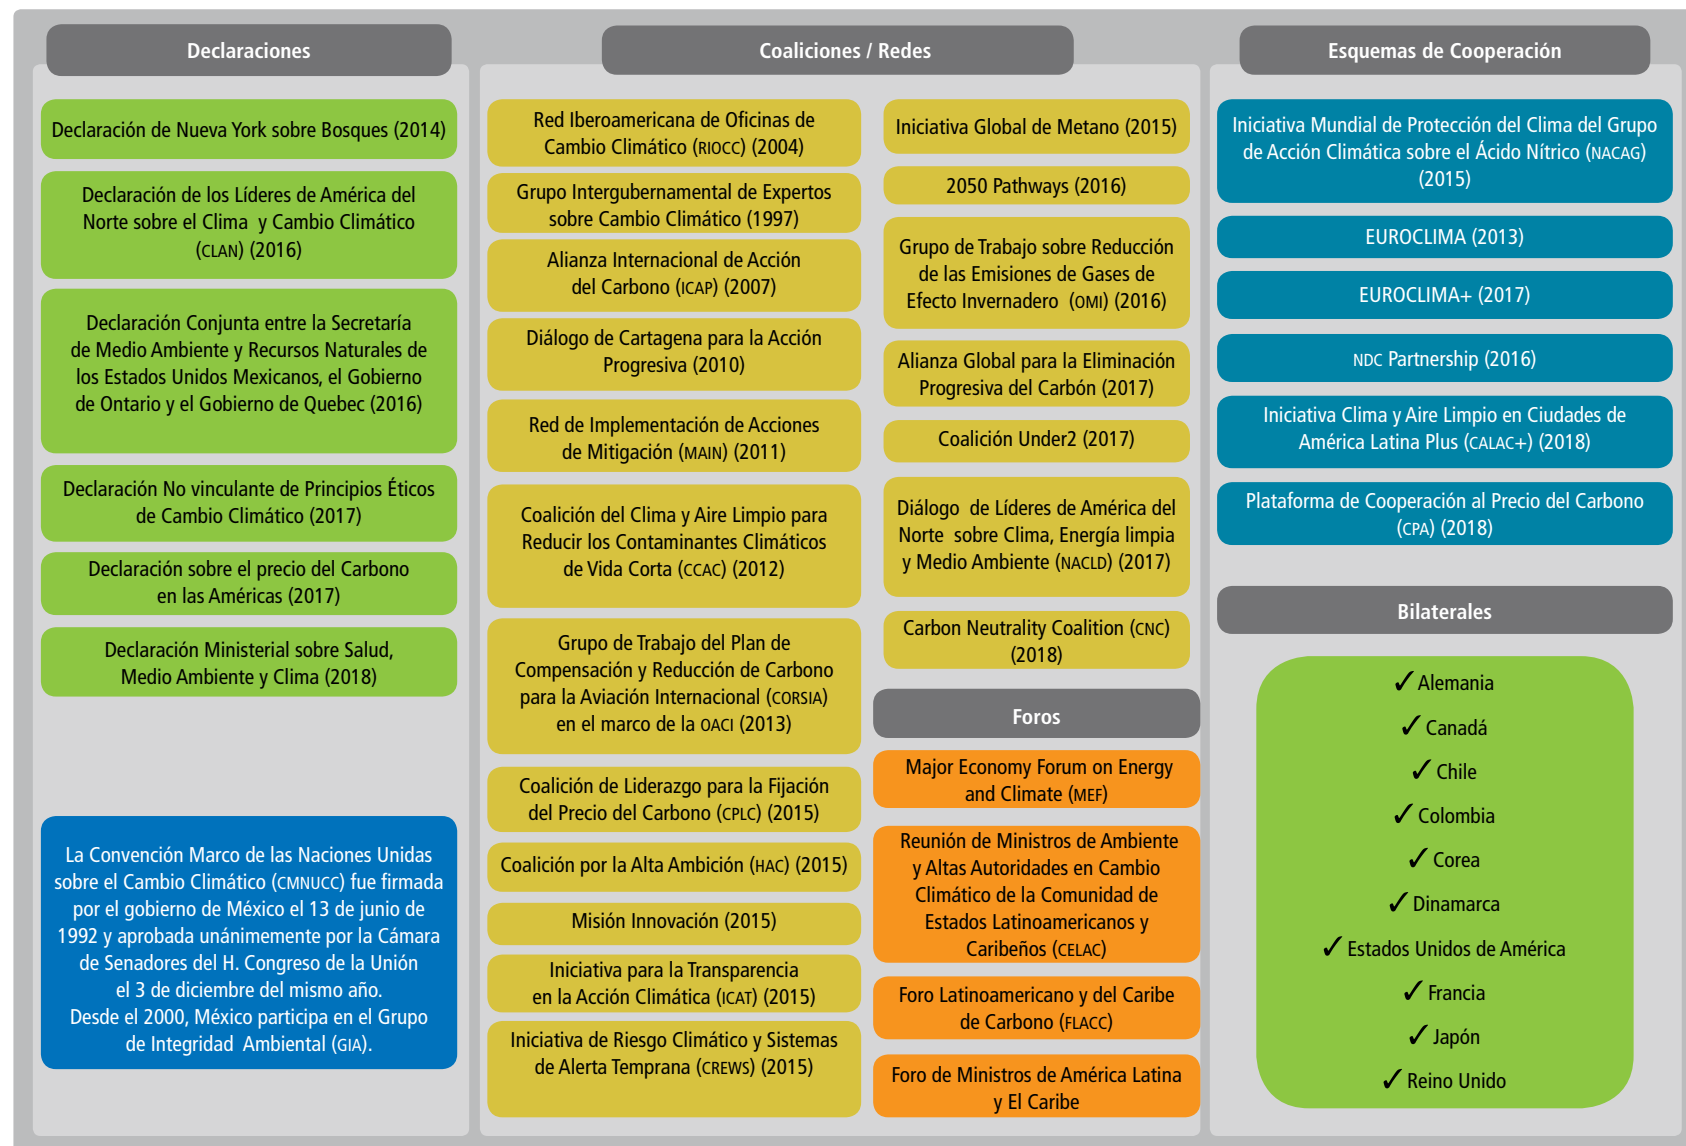 Declaraciones
Declaración de Nueva York sobre Bosques (2014)
Declaración de los Líderes de América del
Norte sobre el Clima y Cambio Climático
(CLAN) (2016)
Declaración Conjunta entre la Secretaría
de Medio Ambiente y Recursos Naturales de
los Estados Unidos Mexicanos, el Gobierno
de Ontario y el Gobierno de Quebec (2016)
Declaración No vinculante de Principios Éticos
de Cambio Climático (2017)
Declaración sobre el precio del Carbono
en las Américas (2017)
Declaración Ministerial sobre Salud,
Medio Ambiente y Clima (2018)
La Convención Marco de las Naciones Unidas
sobre el Cambio Climático (CMNUCC) fue firmada
por el gobierno de México el 13 de junio de
1992 y aprobada unánimemente por la Cámara
de Senadores del H. Congreso de la Unión
el 3 de diciembre del mismo año.
Desde el 2000, México participa en el Grupo
de Integridad Ambiental (GIA).
Coaliciones / Redes
Red Iberoamericana de Oficinas de
Cambio Climático (RIOCC) (2004)
Grupo Intergubernamental de Expertos
sobre Cambio Climático (1997)
Alianza Internacional de Acción
del Carbono (ICAP) (2007)
Diálogo de Cartagena para la Acción
Progresiva (2010)
Red de Implementación de Acciones
de Mitigación (MAIN) (2011)
Coalición del Clima y Aire Limpio para
Reducir los Contaminantes Climáticos
de Vida Corta (CCAC) (2012)
Grupo de Trabajo del Plan de
Compensación y Reducción de Carbono
para la Aviación Internacional (CORSIA)
en el marco de la OACI (2013)
Coalición de Liderazgo para la Fijación
del Precio del Carbono (CPLC) (2015)
Coalición por la Alta Ambición (HAC) (2015)
Misión Innovación (2015)
Iniciativa para la Transparencia
en la Acción Climática (ICAT) (2015)
Iniciativa de Riesgo Climático y Sistemas
de Alerta Temprana (CREWS) (2015)
Iniciativa Global de Metano (2015)
2050 Pathways (2016)
Grupo de Trabajo sobre Reducción
de las Emisiones de Gases de
Efecto Invernadero (OMI) (2016)
Alianza Global para la Eliminación
Progresiva del Carbón (2017)
Coalición Under2 (2017)
Diálogo de Líderes de América del
Norte sobre Clima, Energía limpia
y Medio Ambiente (NACLD) (2017)
Carbon Neutrality Coalition (CNC)
(2018)
Foros
Major Economy Forum on Energy
and Climate (MEF)
Reunión de Ministros de Ambiente
y Altas Autoridades en Cambio
Climático de la Comunidad de
Estados Latinoamericanos y
Caribeños (CELAC)
Foro Latinoamericano y del Caribe
de Carbono (FLACC)
Foro de Ministros de América Latina
y El Caribe
Esquemas de Cooperación
Iniciativa Mundial de Protección del Clima del Grupo
de Acción Climática sobre el Ácido Nítrico (NACAG)
(2015)
EUROCLIMA (2013)
EUROCLIMA+ (2017)
NDC Partnership (2016)
Iniciativa Clima y Aire Limpio en Ciudades de
América Latina Plus (CALAC+) (2018)
Plataforma de Cooperación al Precio del Carbono
(CPA) (2018)
Bilaterales
✓ Alemania
✓ Canadá
✓ Chile
✓ Colombia
✓ Corea
✓ Dinamarca
✓ Estados Unidos de América
✓ Francia
✓ Japón
✓ Reino Unido